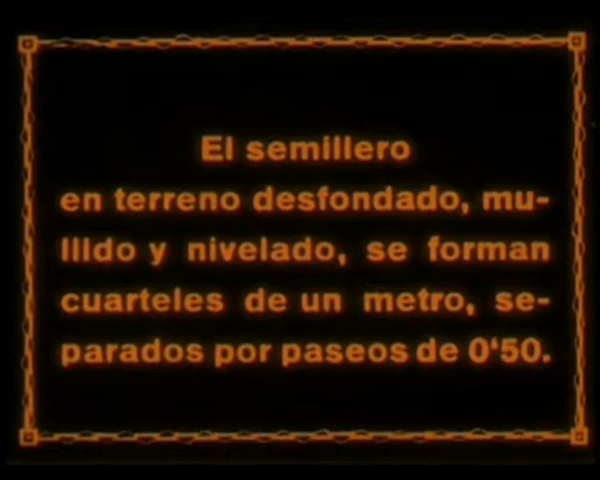 El semillero
en terreno desfondado, mu-
llido y nivelado, se forman
cuarteles de un metro, se-
parados por paseos de 0'50.